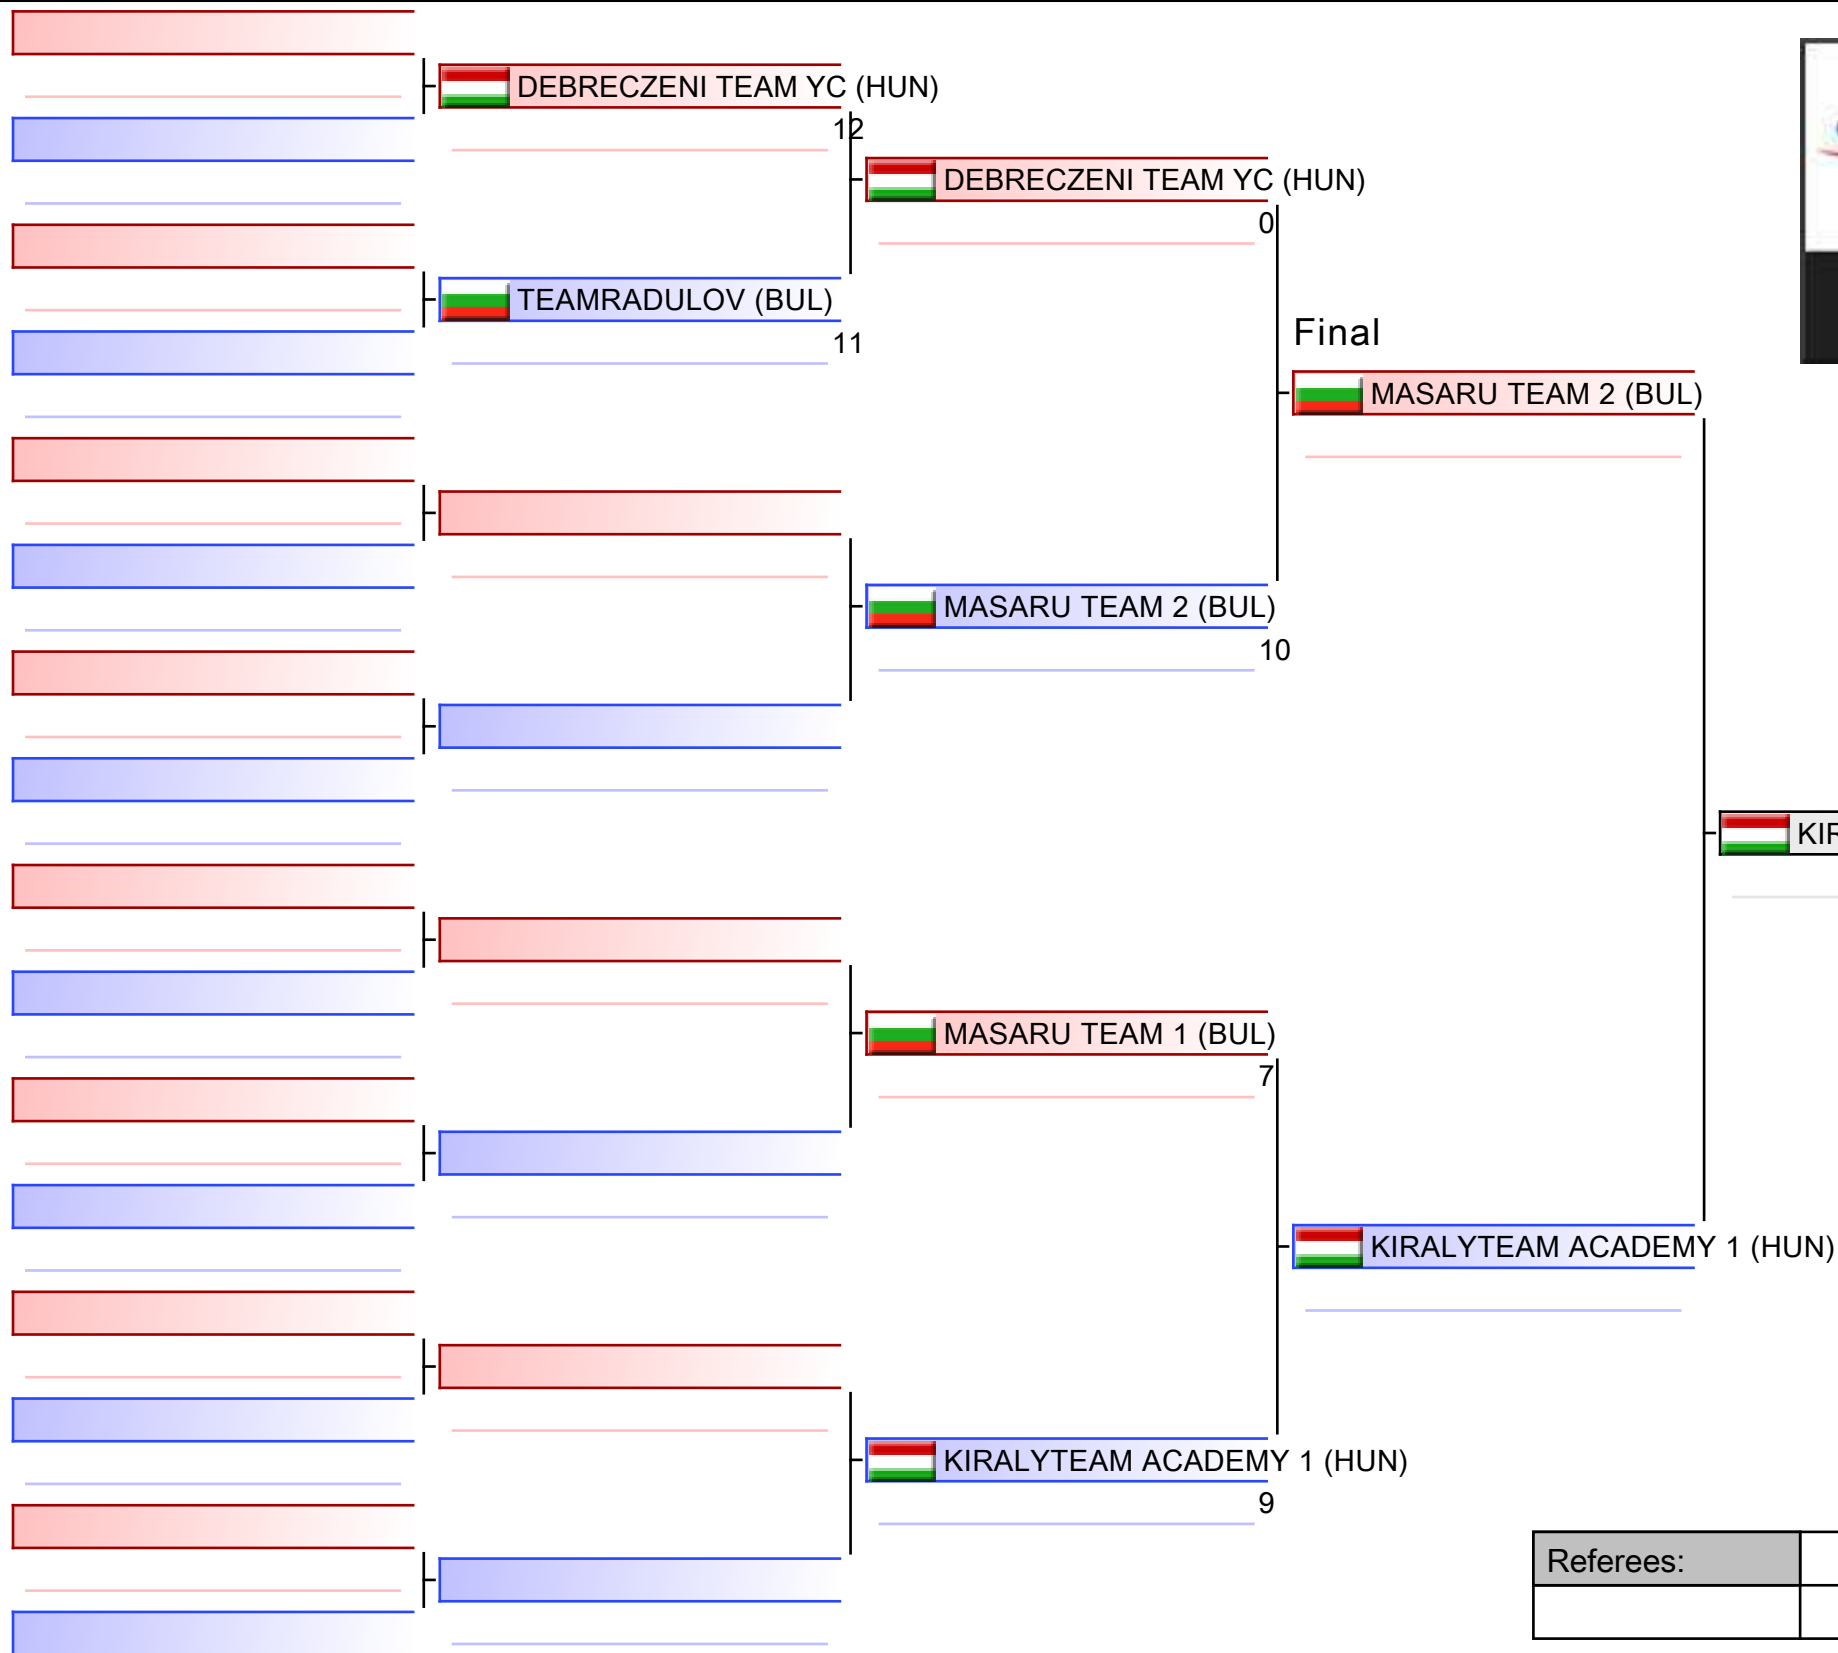 DEBRECZENI TEAM YC (HUN)
12
DEBRECZENI TEAM YC (HUN)
0
TEAMRADULOV (BUL)
11
Final
MASARU TEAM 2 (BUL)
MASARU TEAM 2 (BUL)
10
KIR
MASARU TEAM 1 (BUL)
7
KIRALYTEAM ACADEMY 1 (HUN)
KIRALYTEAM ACADEMY 1 (HUN)
9
Referees: